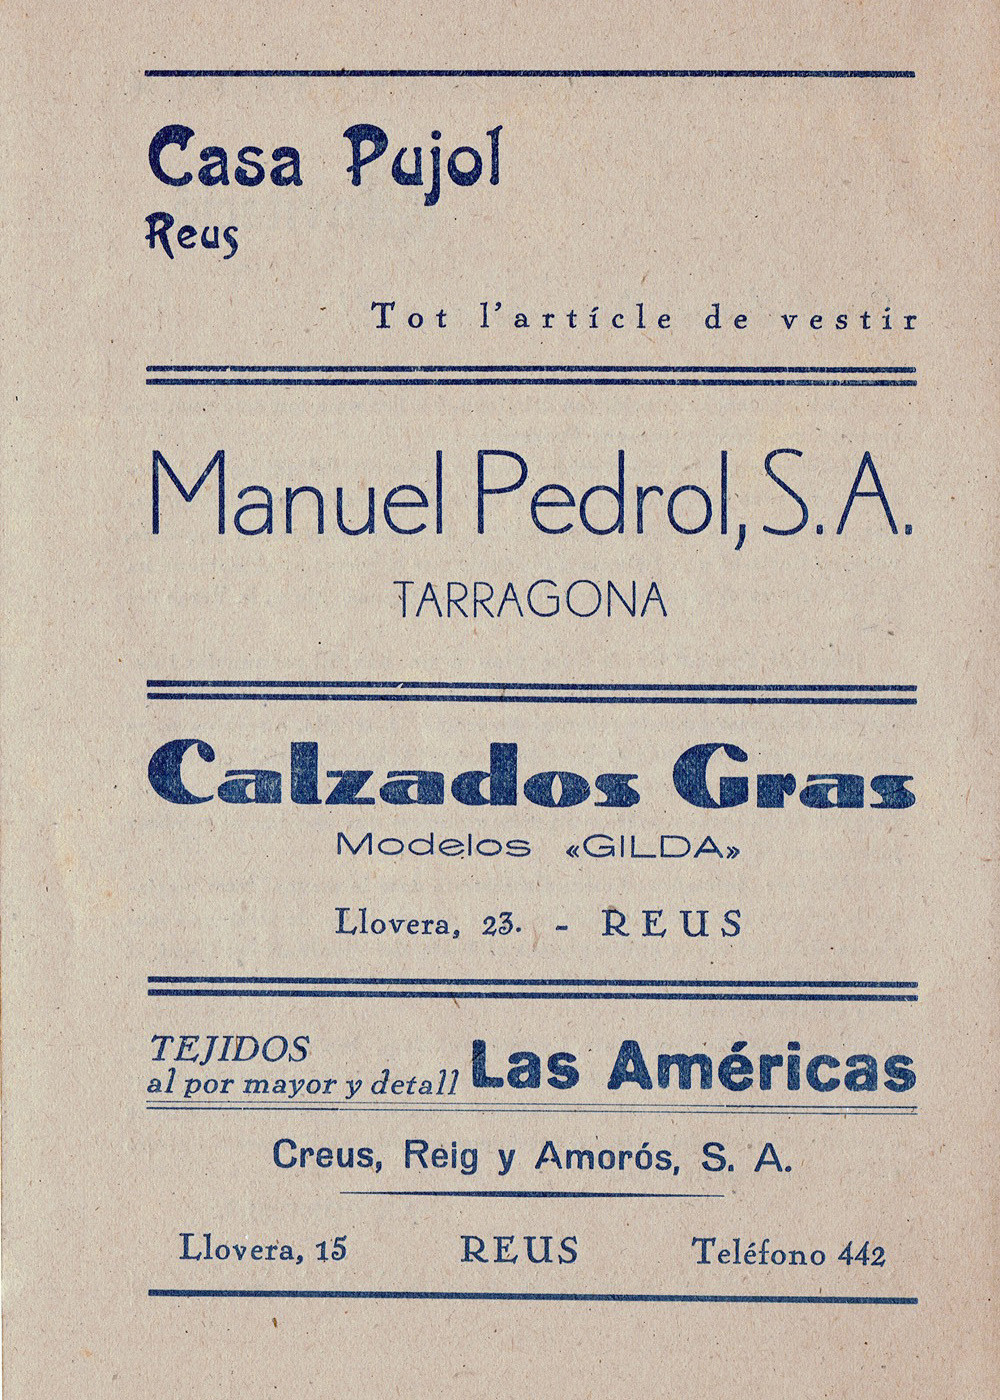 Casa Pujol
Reus
Tot l'artícle de vestir
Manuel Pedrol, S. A.
TARRAGONA
Calzados Gras
Modelos «GILDA»
Llovera, 23. - REUS
TEJIDOS
al por mayor y detall
Las Américas
Creus, Reig y Amorós, S. A.
Llovera, 15 REUS Teléfono 442